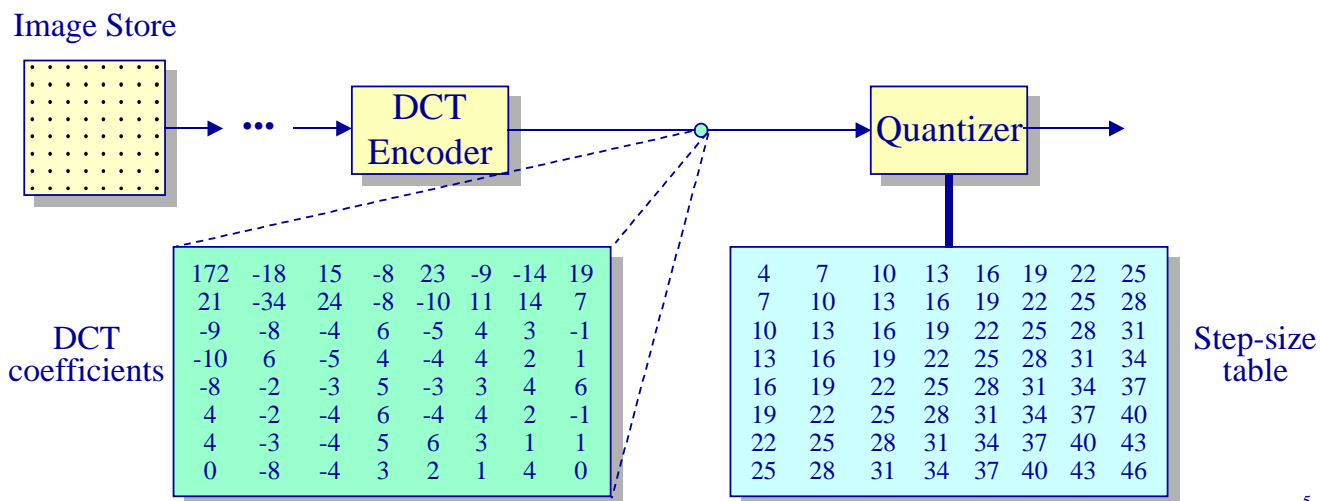 Image Store
•••
DCT
Encoder
Quantizer
DCT
coefficients
172 -18 15 -8 23 -9 -14 19
21 -34 24 -8 -10 11 14 7
-9 -8 -4 6 -5 4 3 -1
-10 6 -5 4 -4 4 2 1
-8 -2 -3 5 -3 3 4 6
4 -2 -4 6 -4 4 2 -1
4 -3 -4 5 6 3 1 1
0 -8 -4 3 2 1 4 0
4 7 10 13 16 19 22 25
7 10 13 16 19 22 25 28
10 13 16 19 22 25 28 31
13 16 19 22 25 28 31 34
16 19 22 25 28 31 34 37
19 22 25 28 31 34 37 40
22 25 28 31 34 37 40 43
25 28 31 34 37 40 43 46
Step-size
table
5